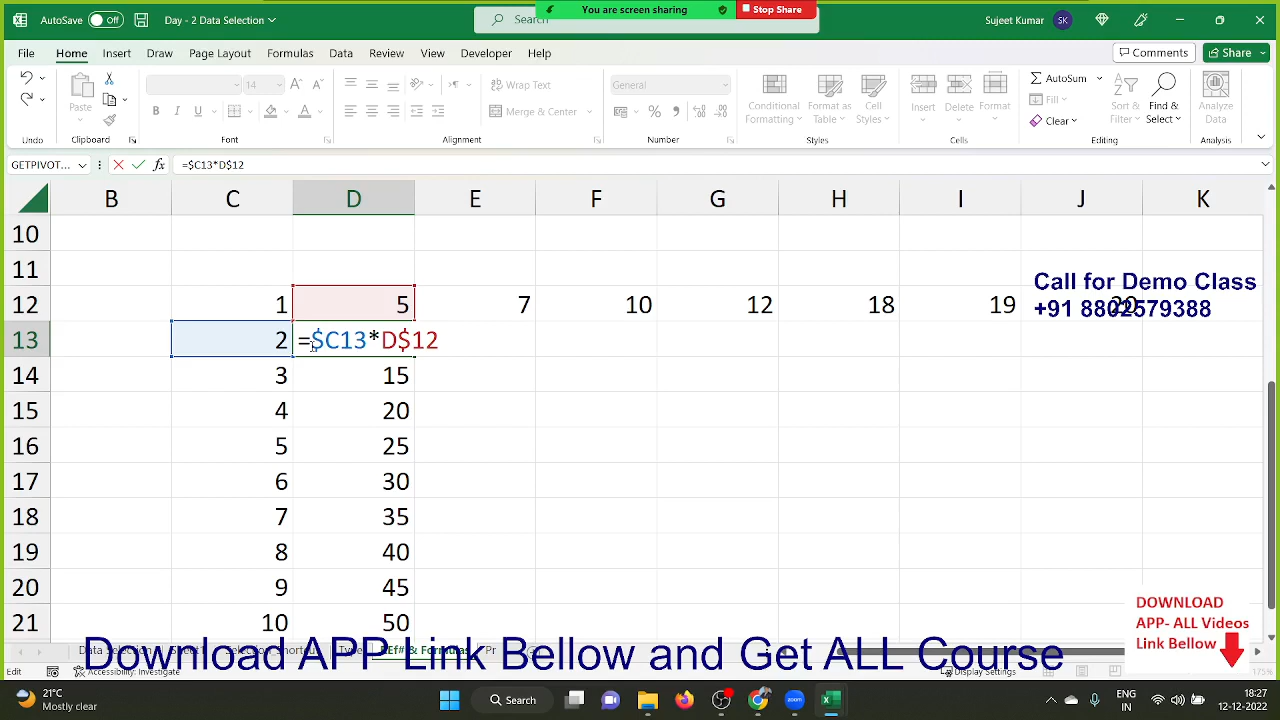 You are screen sharing
Stop Share
AutoSave Off
Day - 2 Data Selection
Search
Sujeet Kumar SK
File Home Insert Draw Page Layout Formulas Data Review View Developer Help
Comments Share
Paste
14
Wrap Text
Merge & Center
General
Conditional Formatting
Format as Table
Cell Styles
Insert Delete Format
AutoSum
Fill
Clear
Sort & Filter
Find & Select
Analyze Data
Undo Clipboard Font Alignment Number Styles Cells Editing Analysis
GETPIVOT... fx =$C13*D$12
B C D E F G H I J K
10
11
12 1 5 7 10 12 18 19 20
13 2 =$C13*D$12
14 3 15
15 4 20
16 5 25
17 6 30
18 7 35
19 8 40
20 9 45
21 10 50
Call for Demo Class
+91 8802579388
DOWNLOAD
APP- ALL Videos
Link Bellow
Download APP Link Bellow and Get ALL Course
Edit Accessibility: Investigate Display Settings 175%
21°C
Mostly clear
Search
ENG
IN
18:27
12-12-2022